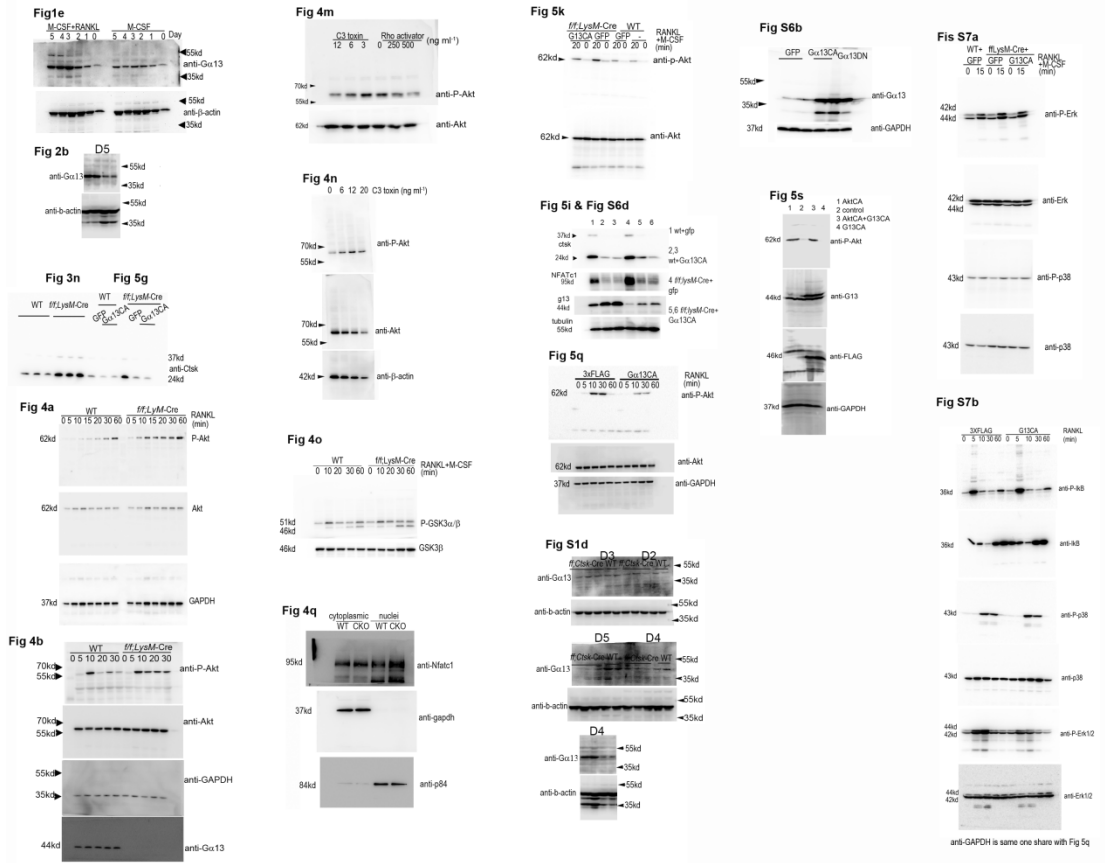 Fig1e
M-CSF+RANKL M-CSF
5 4 3 2 1 0 5 4 3 2 1 0 Day
55kd
anti-Gα13
35kd
55kd
anti-β-actin
35kd
Fig 2b
D5
55kd
anti-Gα13
35kd
55kd
anti-b-actin
35kd
Fig 3n Fig 5g
WT f/f;LysM-Cre WT f/f;LysM-Cre
GFP Gα13CA GFP Gα13CA
37kd
anti-Ctsk
24kd
Fig 4a
WT f/f;LyM-Cre
0 5 10 15 20 30 60 0 5 10 15 20 30 60 RANKL
(min)
62kd P-Akt
62kd Akt
37kd GAPDH
Fig 4b
WT f/f;LysM-Cre
0 5 10 20 30 0 5 10 20 30
70kd anti-P-Akt
55kd
70kd anti-Akt
55kd
55kd anti-GAPDH
35kd
44kd anti-Gα13
Fig 4m
C3 toxin Rho activator
12 6 3 0 250 500 (ng ml-1)
70kd
anti-P-Akt
55kd
62kd anti-Akt
Fig 4n
0 6 12 20 C3 toxin (ng ml-1)
anti-P-Akt
70kd
55kd
70kd
anti-Akt
55kd
42kd anti-β-actin
Fig 4o
WT f/f;LysM-Cre
0 10 20 30 60 0 10 20 30 60 RANKL+M-CSF
(min)
51kd P-GSK3α/β
46kd
46kd GSK3β
Fig 4q
cytoplasmic nuclei
WT CKO WT CKO
95kd anti-Nfatc1
37kd anti-gapdh
84kd anti-p84
Fig 5k
f/f;LysM-Cre WT
G13CA GFP GFP - RANKL
+M-CSF
20 0 20 0 20 0 20 0 (min)
62kd anti-p-Akt
62kd anti-Akt
Fig 5i & Fig S6d
1 2 3 4 5 6
37kd 1 wt+gfp
ctsk
24kd 2,3
wt+Gα13CA
NFATc1
95kd 4 f/f;lysM-Cre+
gfp
g13
44kd 5,6 f/f;lysM-Cre+
Gα13CA
tubulin
55kd
Fig 5q
3xFLAG Gα13CA RANKL
0 5 10 30 60 0 5 10 30 60 (min)
62kd anti-P-Akt
62kd anti-Akt
37kd anti-GAPDH
Fig S1d
D3 D2
ff;Ctsk-Cre WT ff;Ctsk-Cre WT
55kd
anti-Gα13
35kd
anti-b-actin 55kd
35kd
D5 D4
ff;Ctsk-Cre WT ff;Ctsk-Cre WT
55kd
anti-Gα13
35kd
anti-b-actin 55kd
35kd
D4
55kd
anti-Gα13
35kd
55kd
anti-b-actin
35kd
Fig S6b
GFP Gα13CA Gα13DN
55kd
anti-Gα13
35kd
37kd anti-GAPDH
Fig 5s
1 AktCA
2 control
3 AktCA+G13CA
4 G13CA
1 2 3 4
62kd anti-P-Akt
44kd anti-G13
46kd anti-FLAG
37kd anti-GAPDH
Fis S7a
WT+ ffLysM-Cre+
GFP GFP G13CA RANKL
+M-CSF
0 15 0 15 0 15 (min)
42kd anti-P-Erk
44kd
42kd anti-Erk
44kd
43kd anti-P-p38
43kd anti-p38
Fig S7b
3XFLAG G13CA RANKL
0 5 10 30 60 0 5 10 30 60 (min)
36kd anti-P-IkB
36kd anti-IkB
43kd anti-P-p38
43kd anti-p38
44kd anti-P-Erk1/2
42kd
44kd anti-Erk1/2
42kd
anti-GAPDH is same one share with Fig 5q